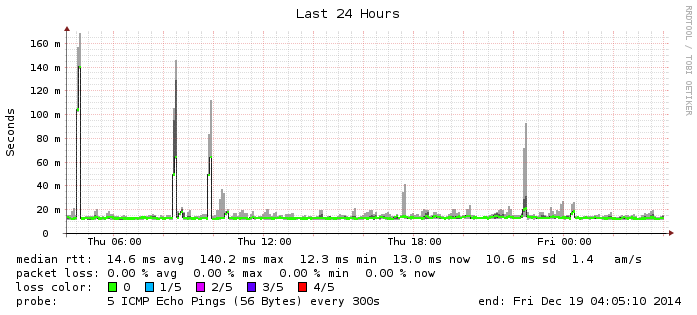 Last 24 Hours
RRDTOOL / TOBI OETIKER
Seconds
160 m
140 m
120 m
100 m
80 m
60 m
40 m
20 m
0
Thu 06:00 Thu 12:00 Thu 18:00 Fri 00:00
median rtt: 14.6 ms avg 140.2 ms max 12.3 ms min 13.0 ms now 10.6 ms sd 1.4 am/s
packet loss: 0.00 % avg 0.00 % max 0.00 % min 0.00 % now
loss color: 0 1/5 2/5 3/5 4/5
probe: 5 ICMP Echo Pings (56 Bytes) every 300s end: Fri Dec 19 04:05:10 2014